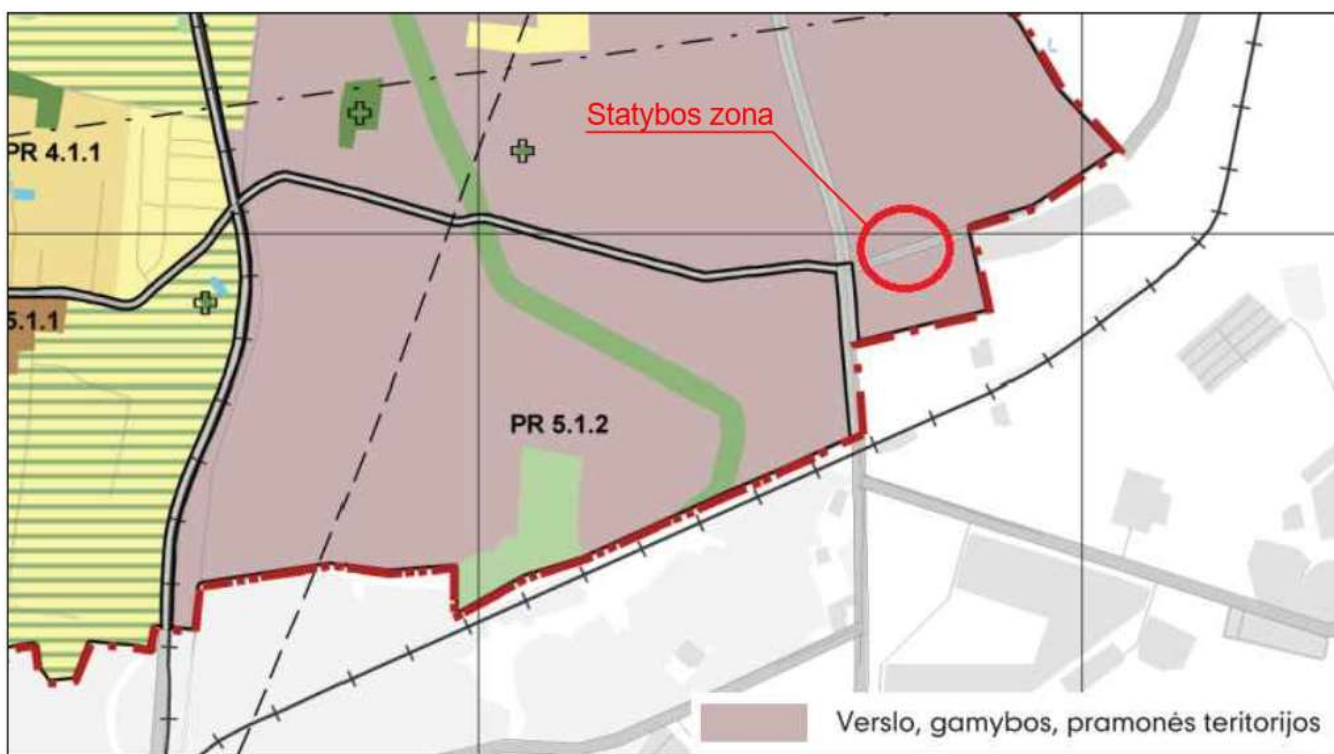 Statybos zona
PR 4.1.1
5.1.1
PR 5.1.2
Verslo, gamybos, pramonės teritorijos